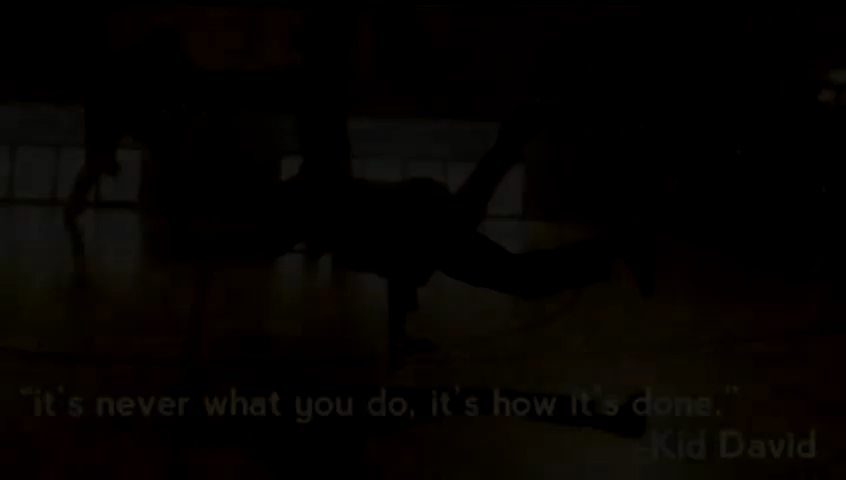 “it's never what you do, it's how it's done.”
-Kid David